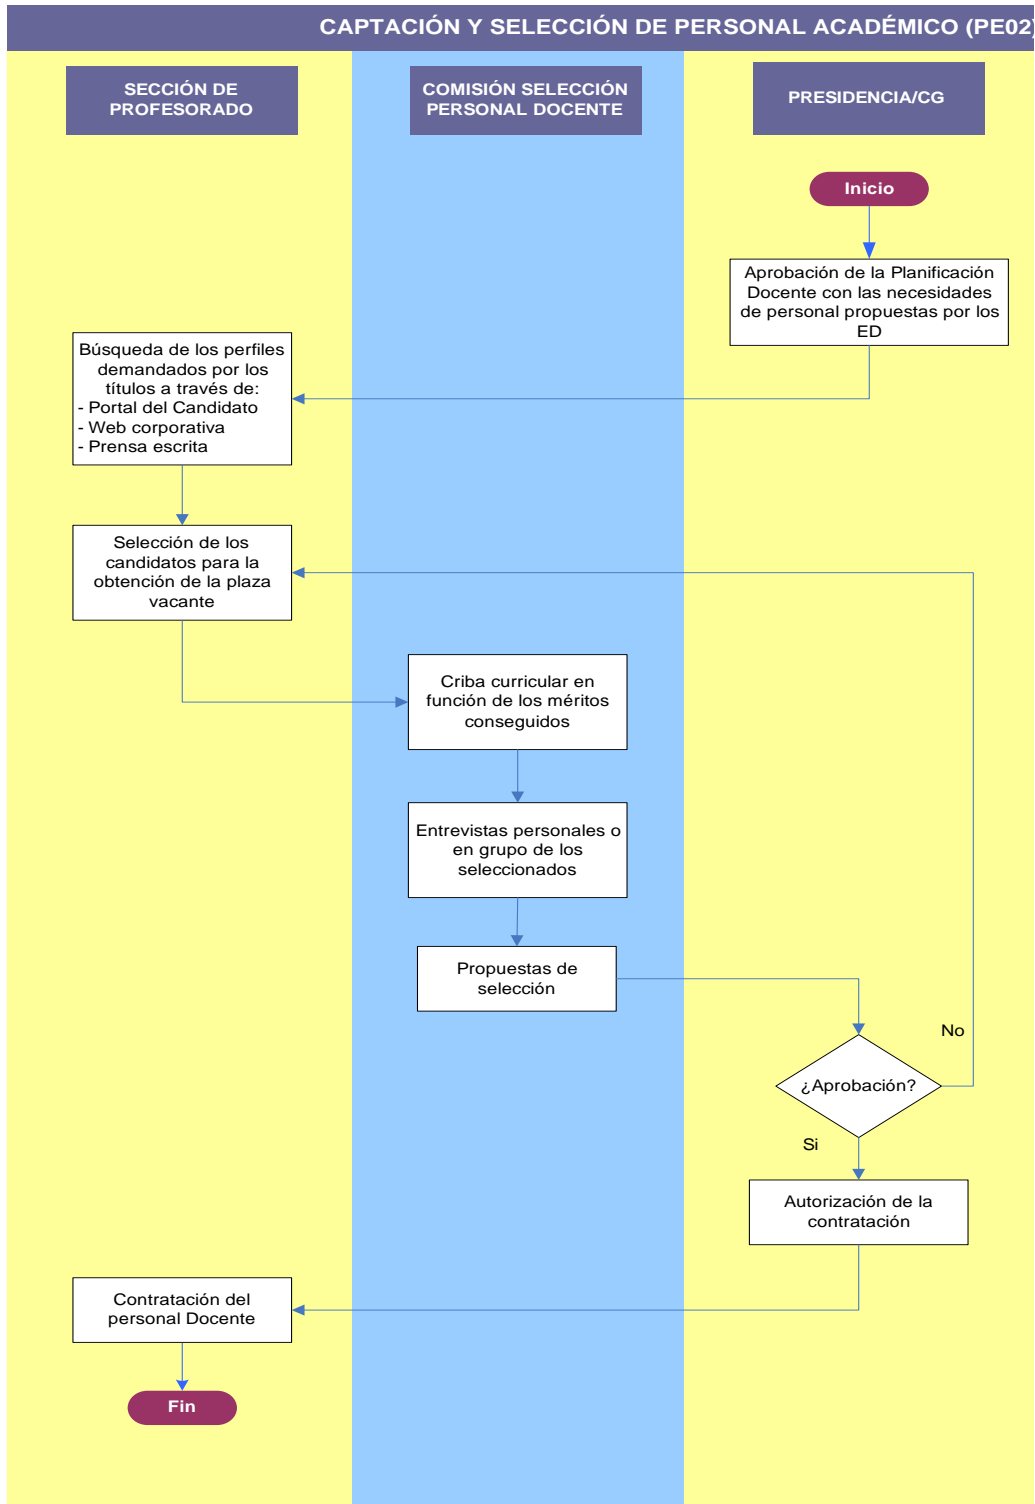 CAPTACIÓN Y SELECCIÓN DE PERSONAL ACADÉMICO (PE02)
SECCIÓN DE
PROFESORADO
COMISIÓN SELECCIÓN
PERSONAL DOCENTE
PRESIDENCIA/CG
Inicio
Aprobación de la Planificación
Docente con las necesidades
de personal propuestas por los
ED
Búsqueda de los perfiles
demandados por los
títulos a través de:
- Portal del Candidato
- Web corporativa
- Prensa escrita
Selección de los
candidatos para la
obtención de la plaza
vacante
Criba curricular en
función de los méritos
conseguidos
Entrevistas personales o
en grupo de los
seleccionados
Propuestas de
selección
No
¿Aprobación?
Si
Autorización de la
contratación
Contratación del
personal Docente
Fin